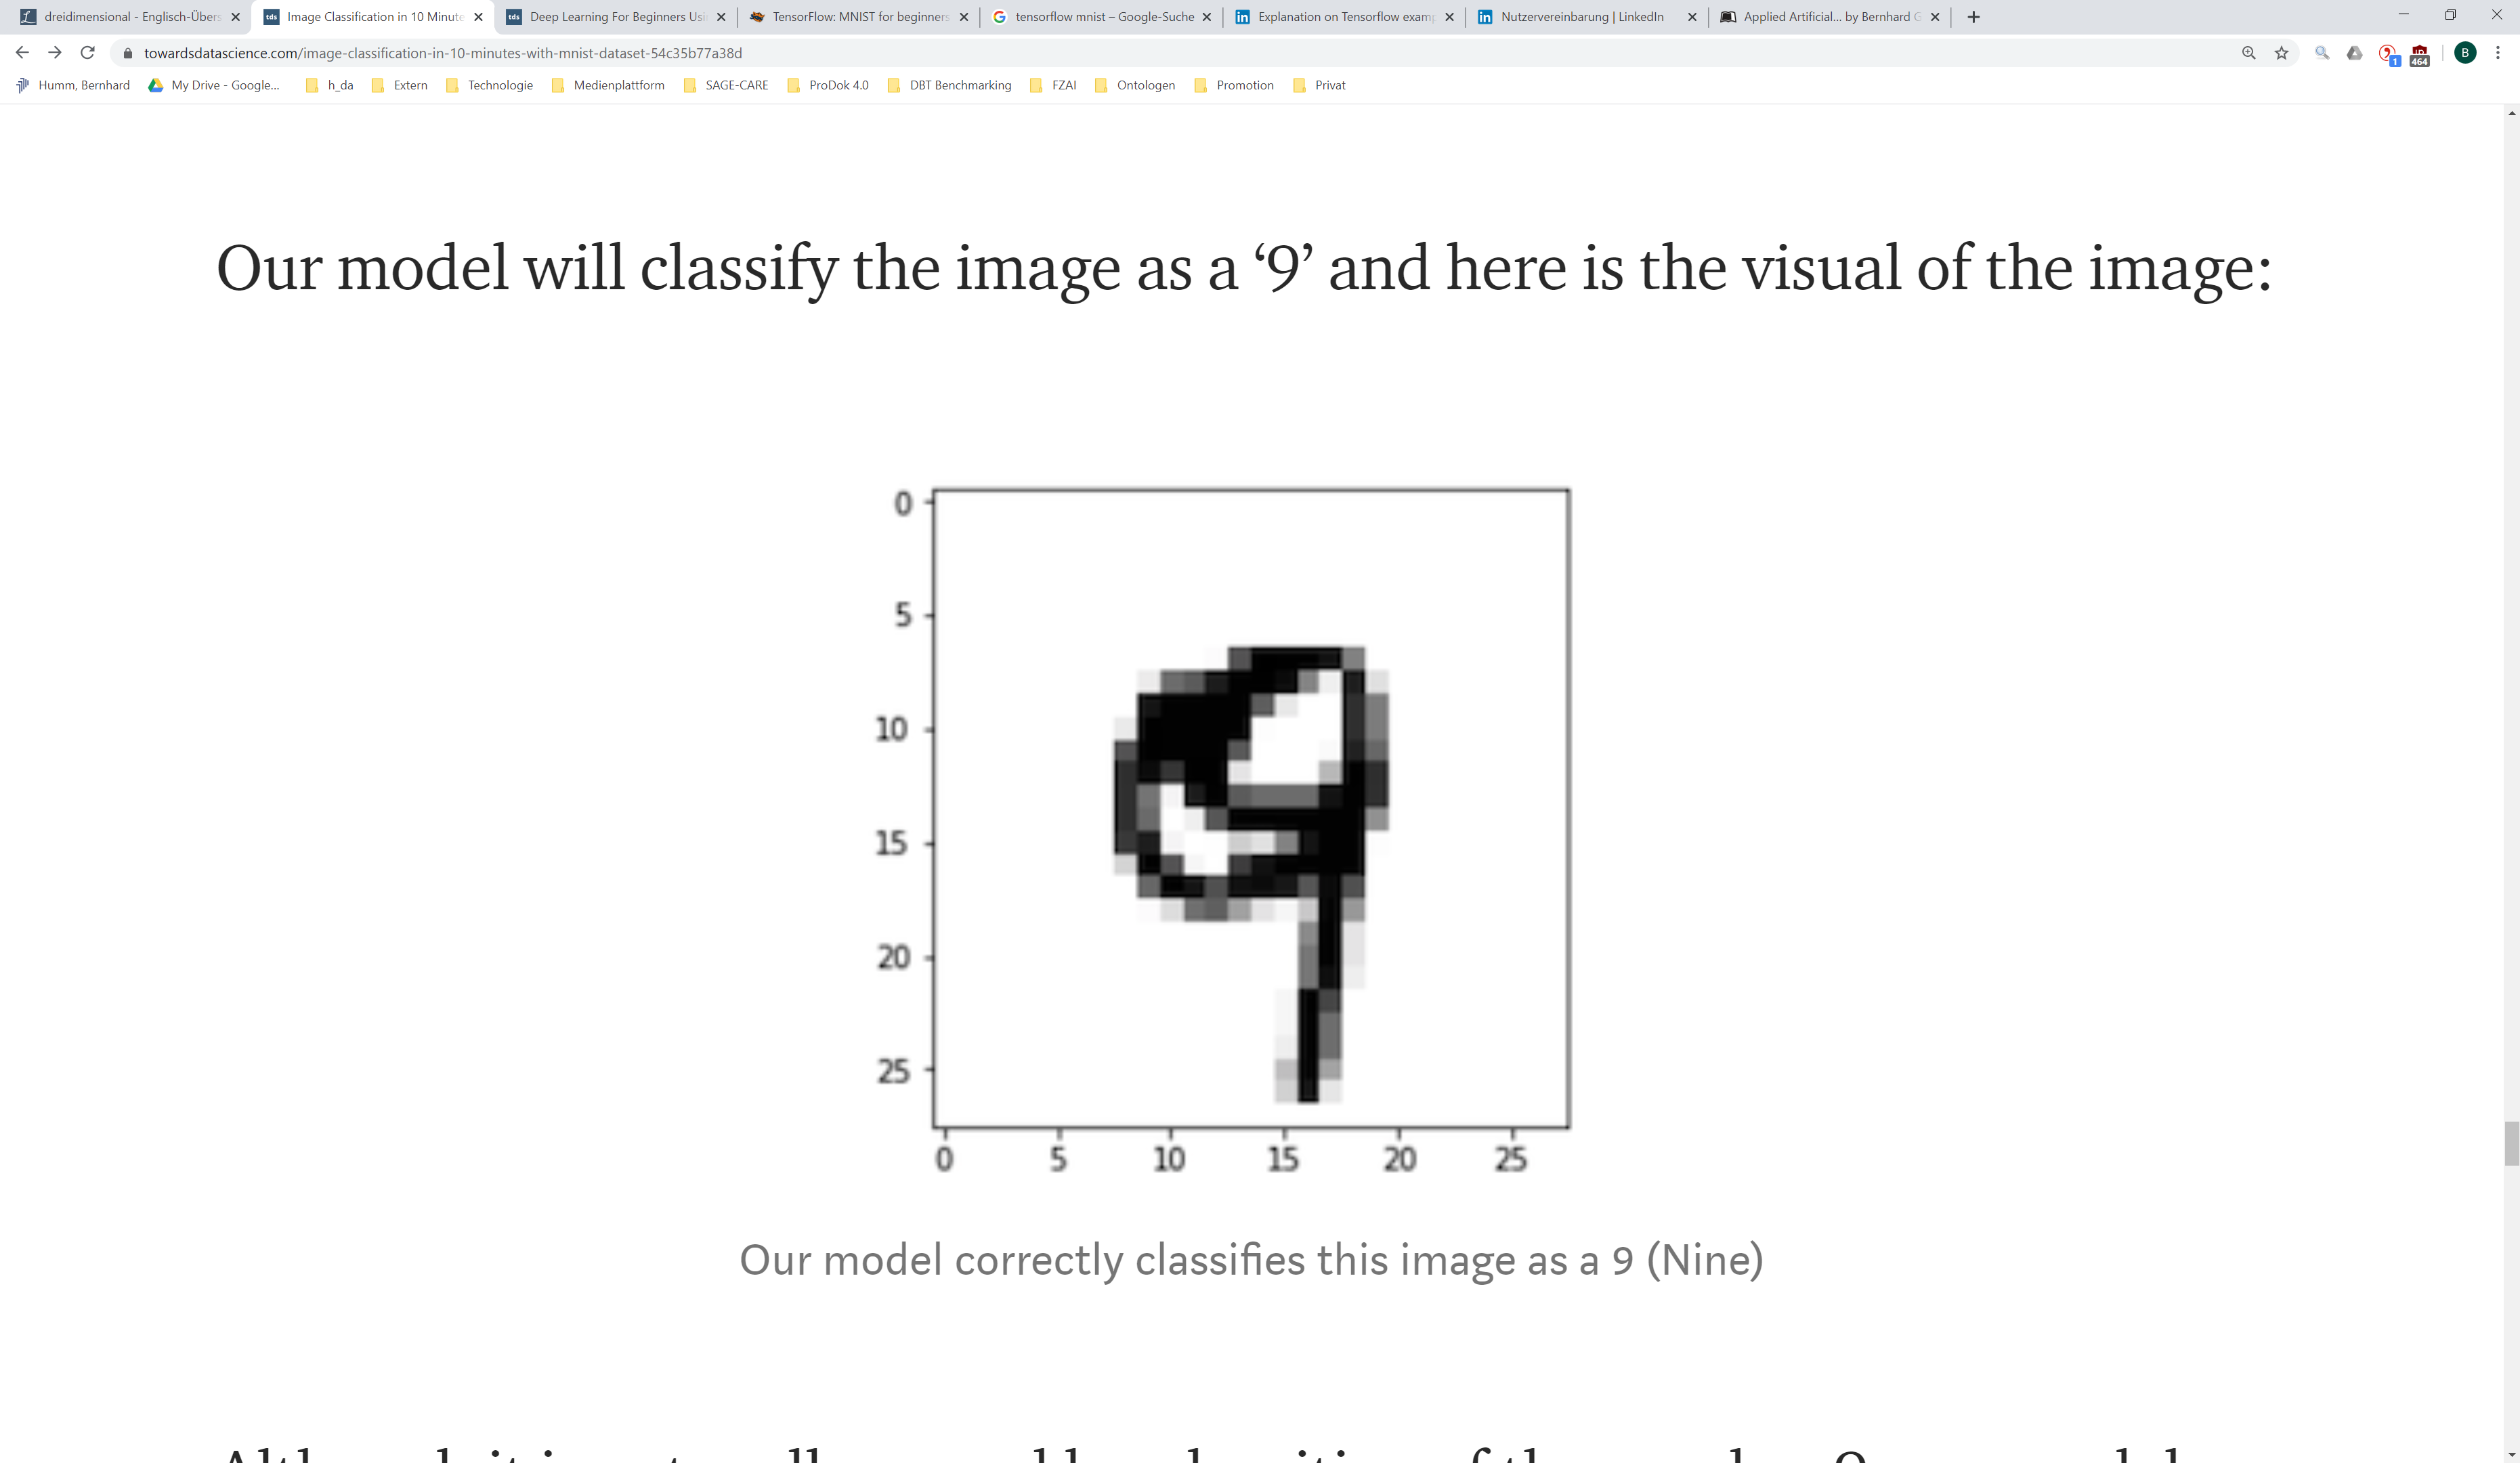 dreidimensional - Englisch-Übers
Image Classification in 10 Minute
Deep Learning For Beginners Usi
TensorFlow: MNIST for beginners
tensorflow mnist – Google-Suche
Explanation on Tensorflow examp
Nutzervereinbarung | LinkedIn
Applied Artificial... by Bernhard G
towardsdatascience.com/image-classification-in-10-minutes-with-mnist-dataset-54c35b77a38d
1
464
B
Humm, Bernhard
My Drive - Google...
h_da
Extern
Technologie
Medienplattform
SAGE-CARE
ProDok 4.0
DBT Benchmarking
FZAI
Ontologen
Promotion
Privat
Our model will classify the image as a ‘9’ and here is the visual of the image:
0
5
10
15
20
25
0 5 10 15 20 25
Our model correctly classifies this image as a 9 (Nine)